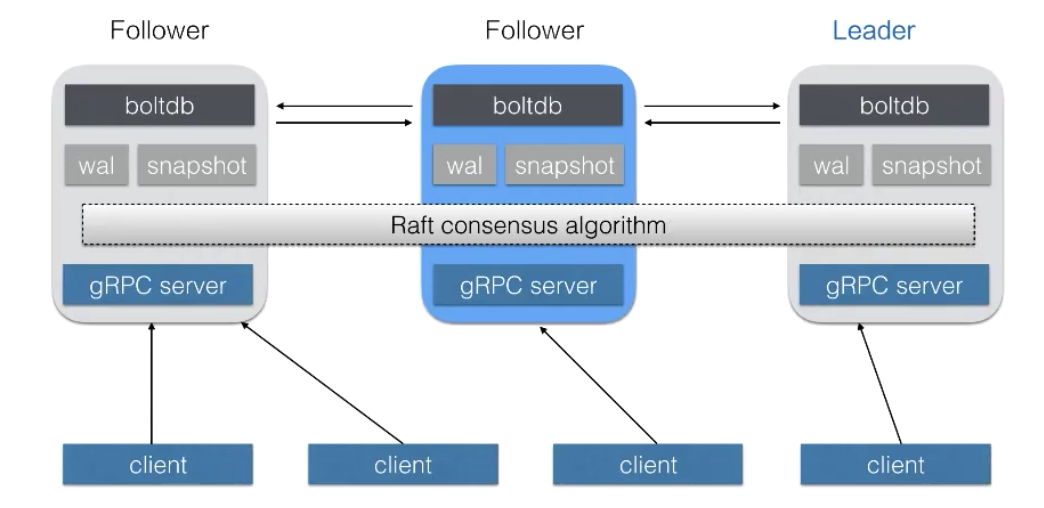 Follower
Follower
Leader
boltdb
boltdb
boltdb
wal snapshot
wal snapshot
wal snapshot
Raft consensus algorithm
gRPC server
gRPC server
gRPC server
client
client
client
client